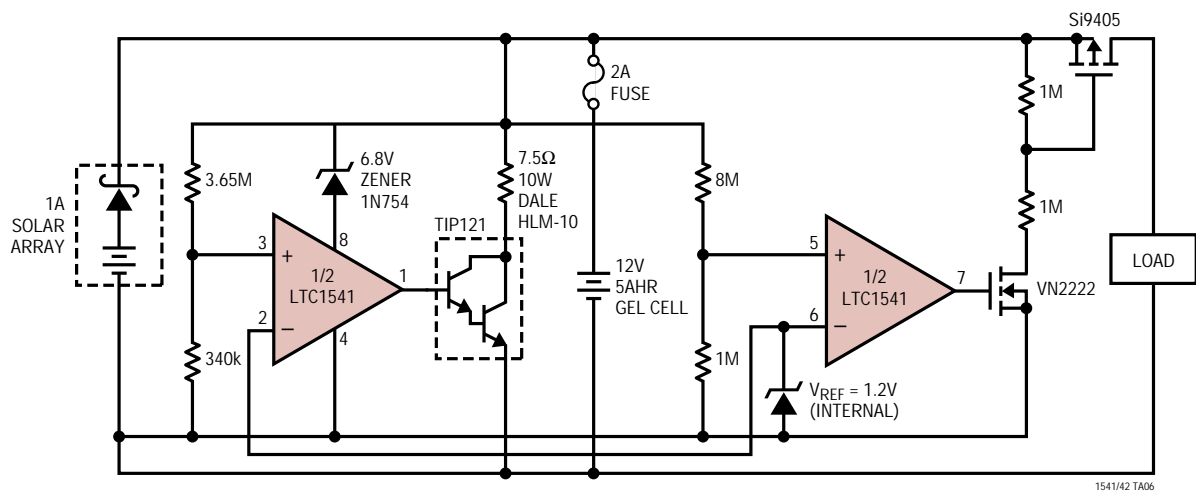 Si9405
2A
FUSE
1M
7.5Ω
10W
DALE
HLM-10
6.8V
ZENER
1N754
3.65M
8M
1A
SOLAR
ARRAY
TIP121
1M
3
+
8
1/2
LTC1541
1
2
–
4
5
+
1/2
LTC1541
7
6
–
VN2222
LOAD
12V
5AHR
GEL CELL
340k
1M
VREF = 1.2V
(INTERNAL)
1541/42 TA06